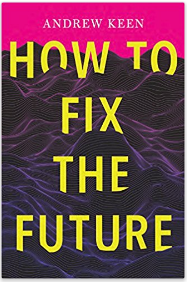 ANDREW KEEN
HOW TO
FIX
THE
FUTURE